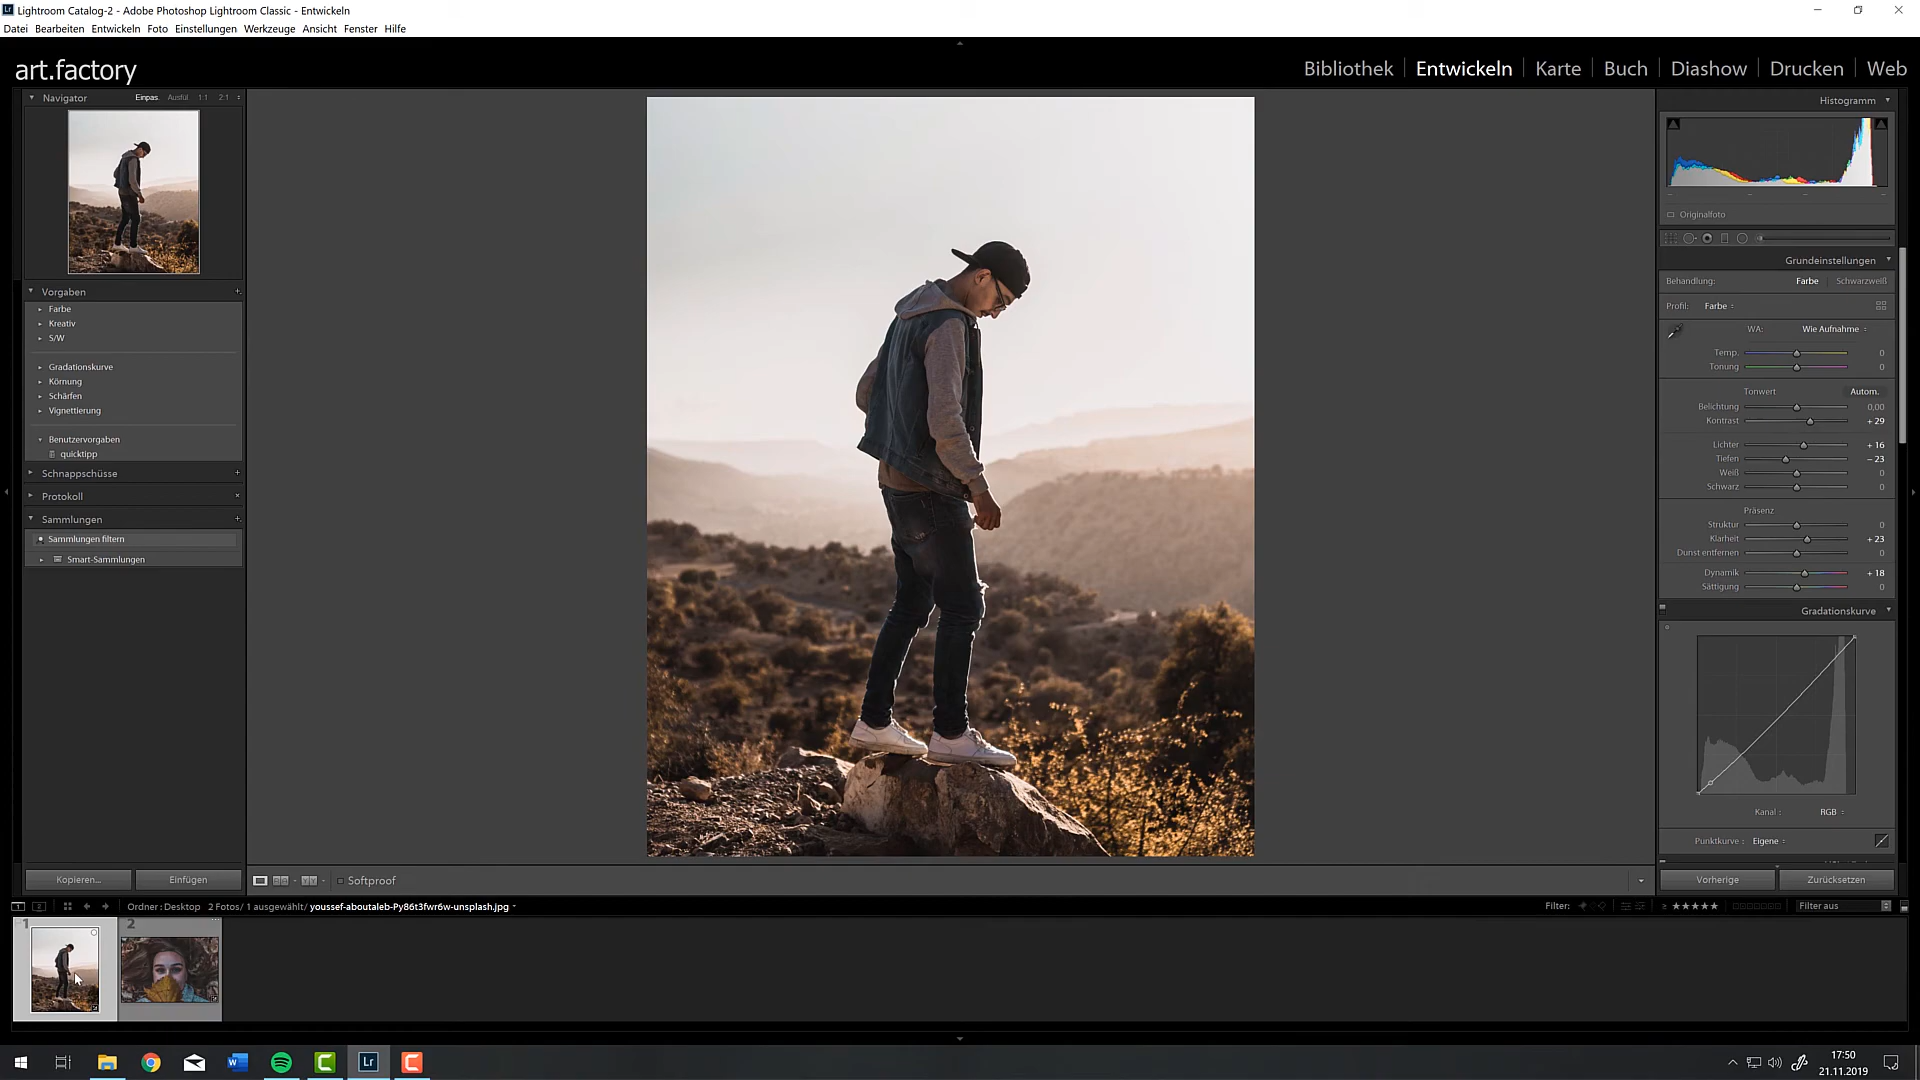 Lightroom Catalog-2 - Adobe Photoshop Lightroom Classic - Entwickeln
Datei Bearbeiten Entwickeln Foto Einstellungen Werkzeuge Ansicht Fenster Hilfe
art.factory
Bibliothek | Entwickeln | Karte | Buch | Diashow | Drucken | Web
Navigator Einpas. Ausfül 1:1 2:1
Histogramm
Originalfoto
Grundeinstellungen
Behandlung: Farbe Schwarzweiß
Profil: Farbe
WA: Wie Aufnahme
Temp. 0
Tonung 0
Tonwert Autom.
Belichtung 0,00
Kontrast + 29
Lichter + 16
Tiefen – 23
Weiß 0
Schwarz 0
Präsenz
Struktur 0
Klarheit + 23
Dunst entfernen 0
Dynamik + 18
Sättigung 0
Gradationskurve
Kanal : RGB
Punktkurve : Eigene
Vorgaben
Farbe
Kreativ
S/W
Gradationskurve
Körnung
Schärfen
Vignettierung
Benutzervorgaben
quicktipp
Schnappschüsse
Protokoll
Sammlungen
Sammlungen filtern
Smart-Sammlungen
Kopieren... Einfügen
Softproof
Vorherige Zurücksetzen
1 2 Ordner: Desktop 2 Fotos/ 1 ausgewählt/ youssef-aboutaleb-Py86t3fwr6w-unsplash.jpg
Filter: ≥ ★★★★★ Filter aus
1 2
Lr
17:50
21.11.2019